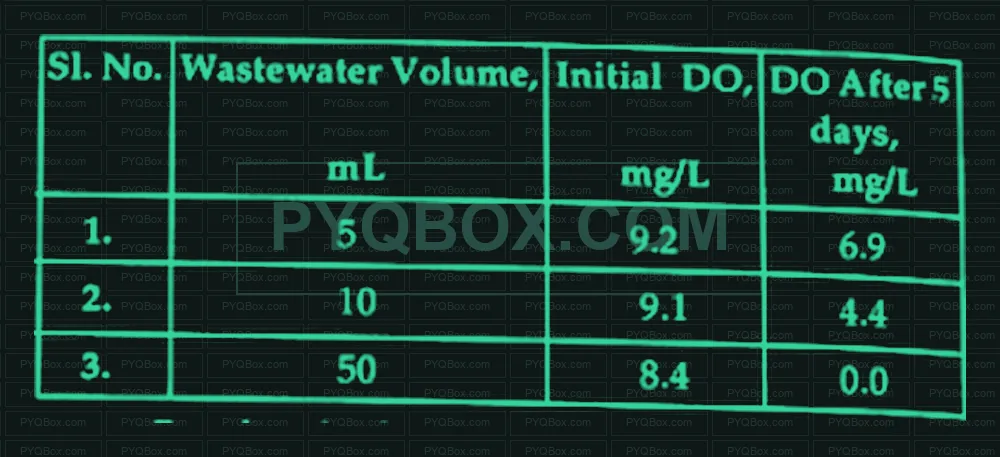 Sl. No. Wastewater Volume, mL Initial DO, mg/L DO After 5 days, mg/L
1. 5 9.2 6.9
2. 10 9.1 4.4
3. 50 8.4 0.0
PYQBOX.COM